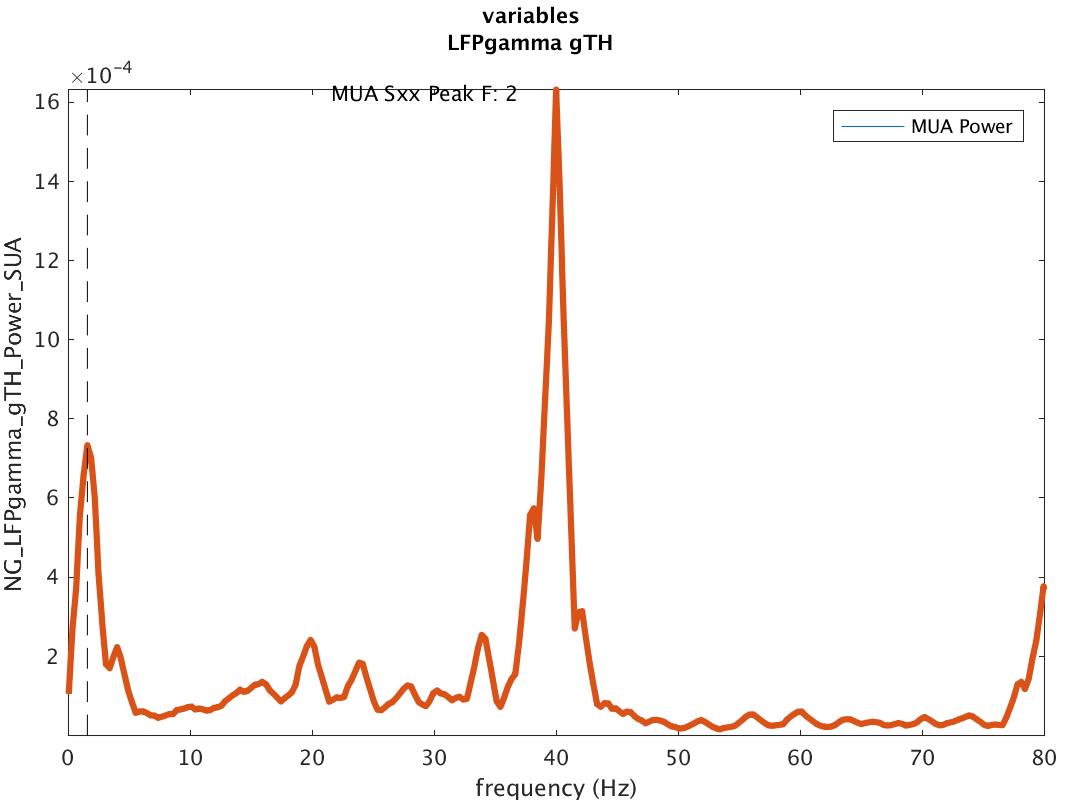 variables
LFPgamma gTH
×10⁻⁴
MUA Sxx Peak F: 2
MUA Power
16
14
12
10
8
6
4
2
NG_LFPgamma_gTH_Power_SUA
0 10 20 30 40 50 60 70 80
frequency (Hz)